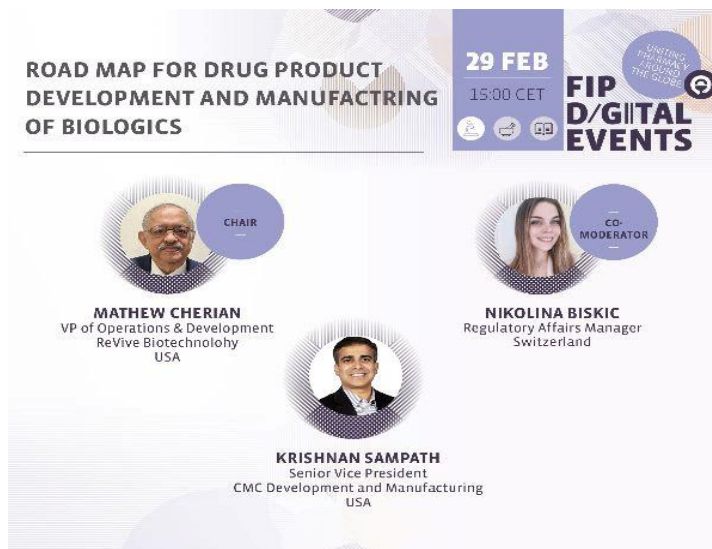 ROAD MAP FOR DRUG PRODUCT
DEVELOPMENT AND MANUFACTRING
OF BIOLOGICS
29 FEB
15:00 CET
UNITING
PHARMACY
AROUND
THE GLOBE
FIP
D/GIITAL
EVENTS
CHAIR
MATHEW CHERIAN
VP of Operations & Development
ReVive Biotechnolohy
USA
CO-
MODERATOR
NIKOLINA BISKIC
Regulatory Affairs Manager
Switzerland
KRISHNAN SAMPATH
Senior Vice President
CMC Development and Manufacturing
USA